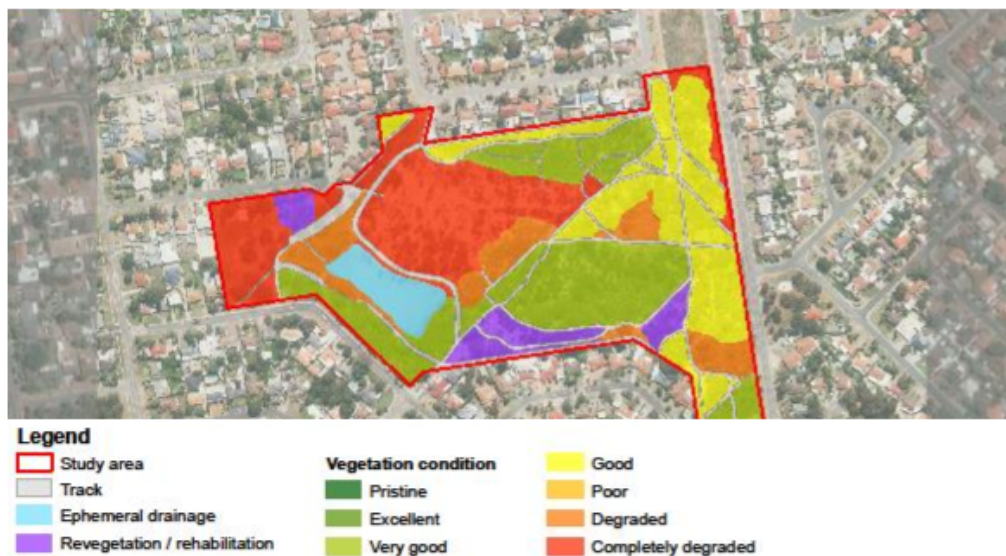 Legend
Study area
Track
Ephemeral drainage
Revegetation / rehabilitation
Vegetation condition
Pristine
Excellent
Very good
Good
Poor
Degraded
Completely degraded